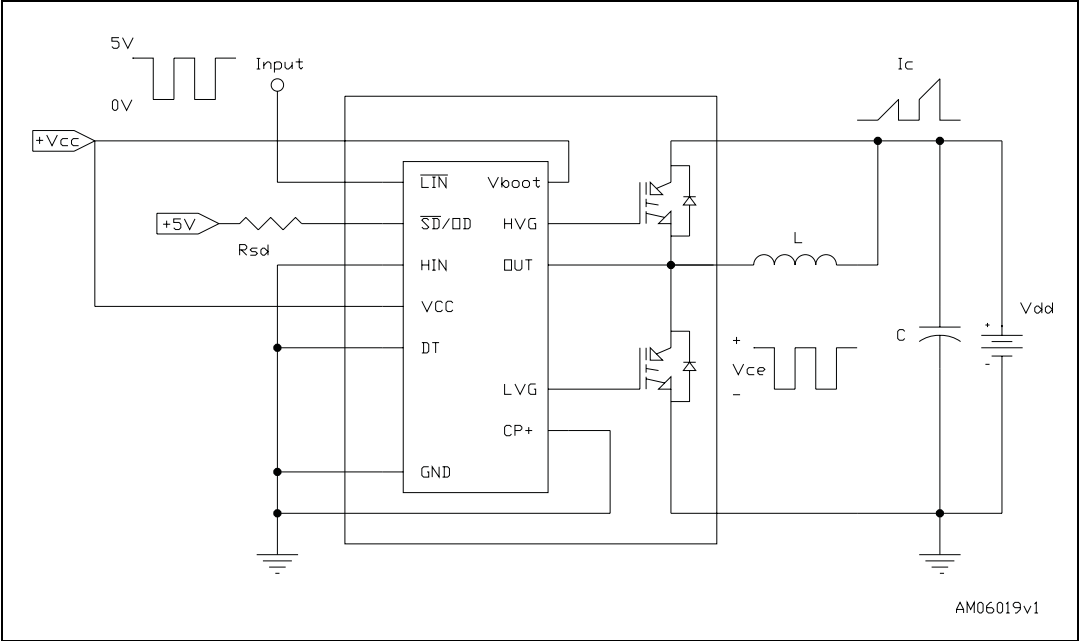 5V
Input
Ic
0V
+Vcc
LIN
Vboot
+5V
SD/OD
HVG
Rsd
HIN
OUT
L
VCC
Vdd
+
C
DT
+
Vce
-
-
LVG
CP+
GND
AM06019v1